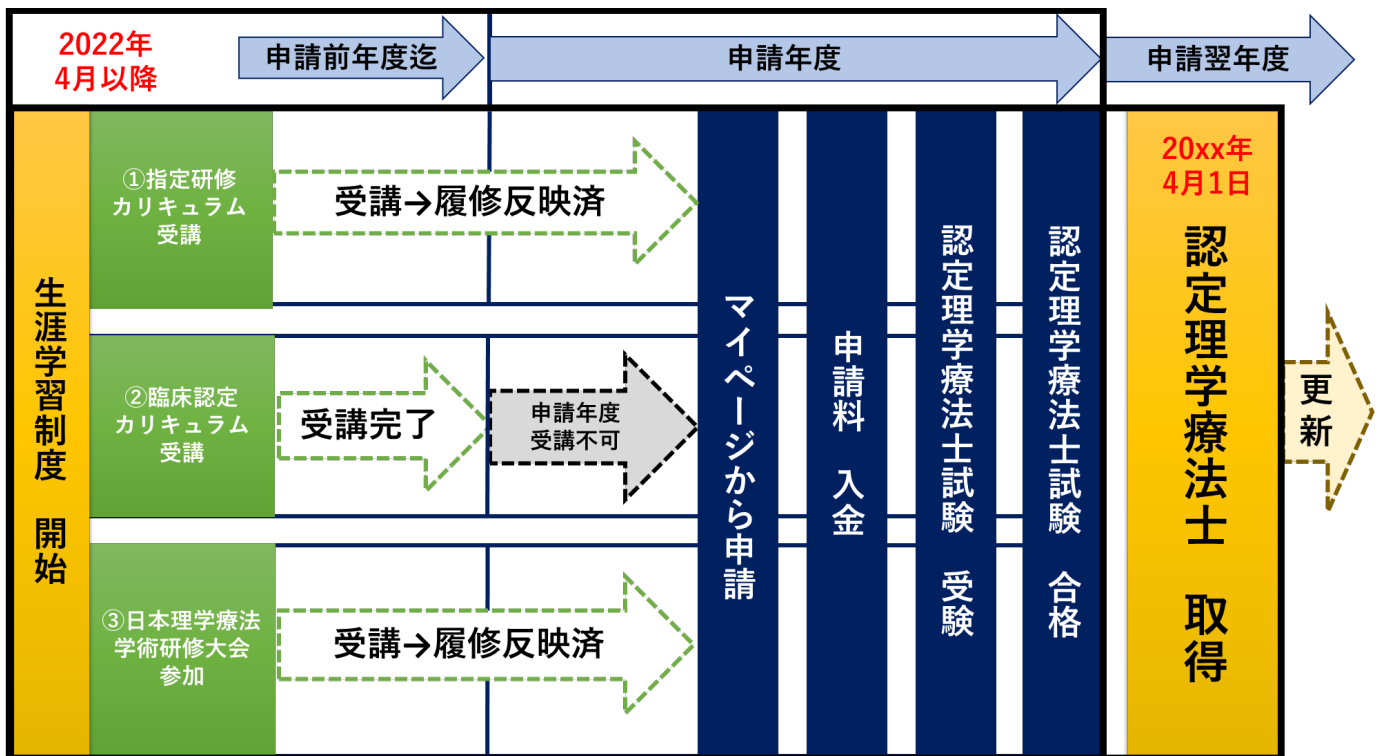 2022年
4月以降
申請前年度迄
申請年度
申請翌年度
生涯学習制度　開始
①指定研修
カリキュラム
受講
受講→履修反映済
②臨床認定
カリキュラム
受講
受講完了
申請年度
受講不可
③日本理学療法
学術研修大会
参加
受講→履修反映済
マイページから申請
申請料　入金
認定理学療法士試験　受験
認定理学療法士試験　合格
20xx年
4月1日
認定理学療法士　取得
更新